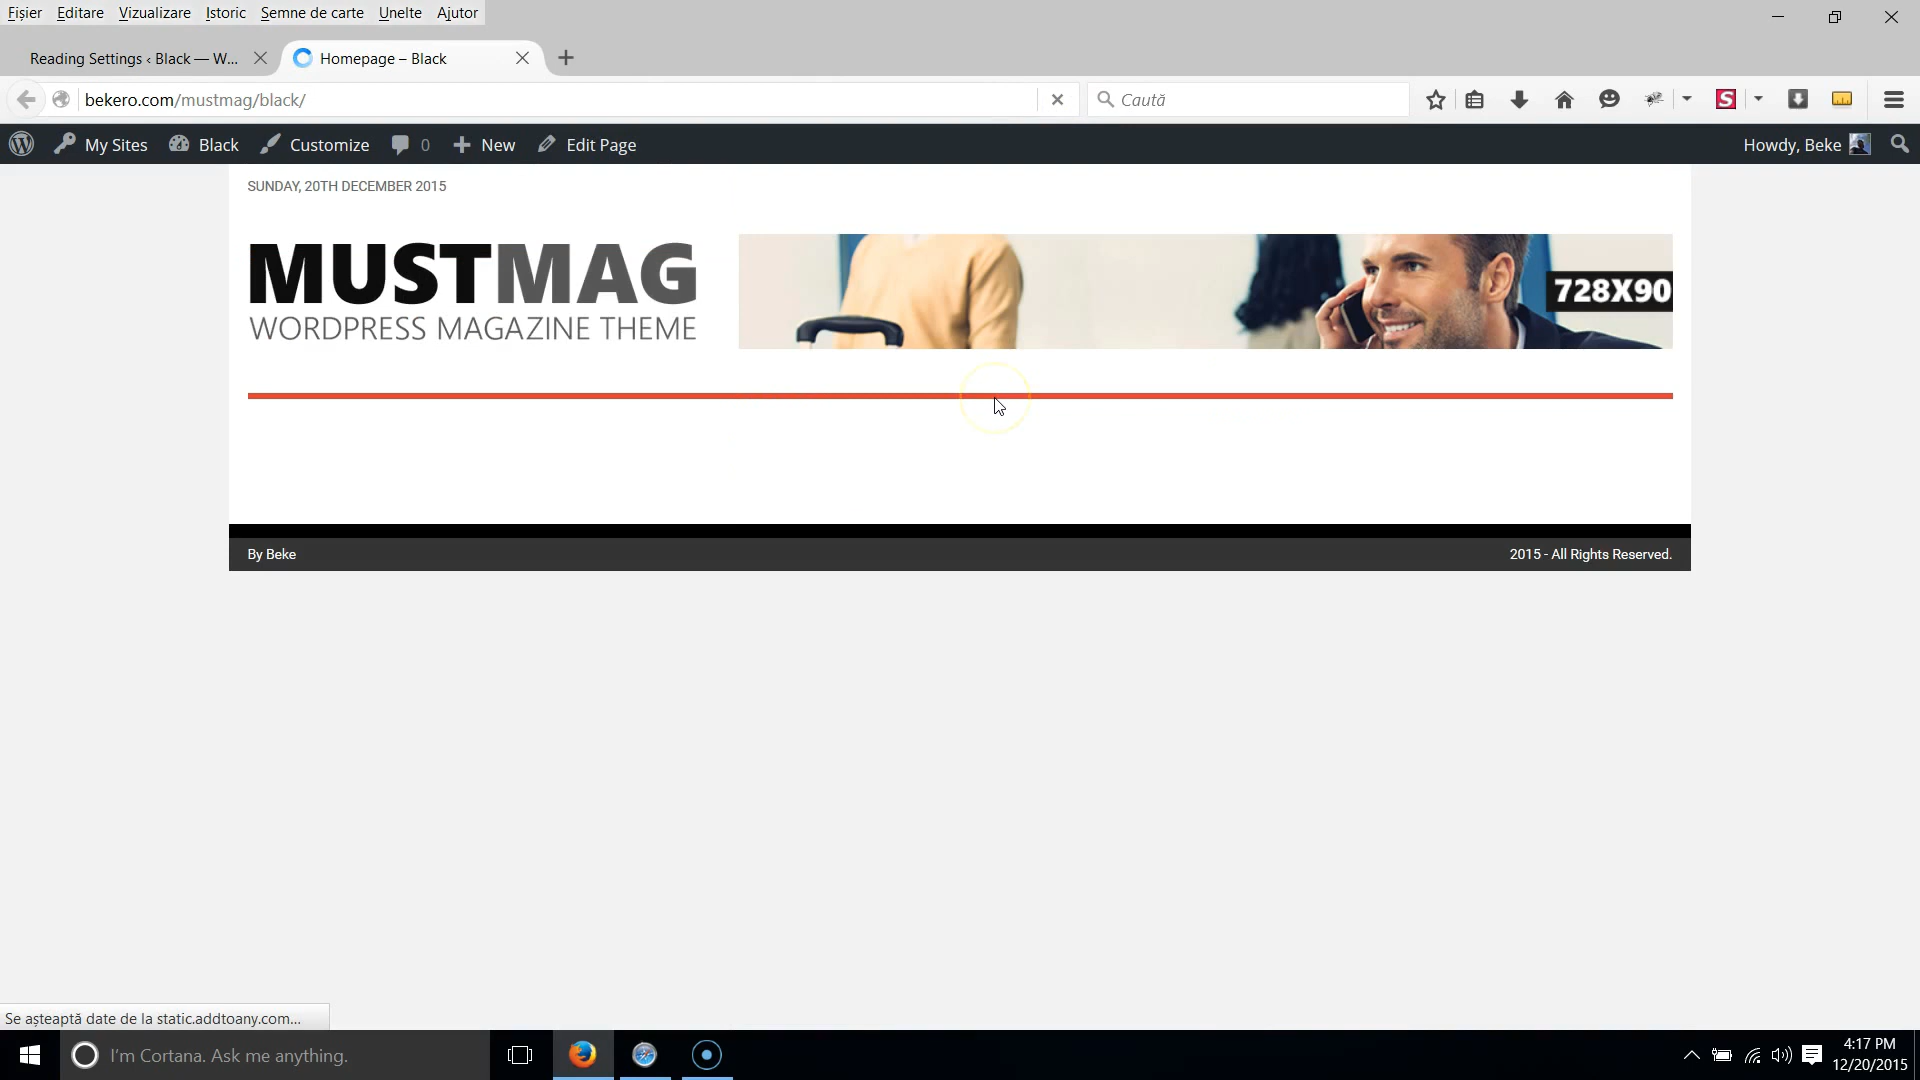 Fișier Editare Vizualizare Istoric Semne de carte Unelte Ajutor
Reading Settings ‹ Black — W...
Homepage – Black
bekero.com/mustmag/black/
Caută
S
My Sites
Black
Customize
0
New
Edit Page
Howdy, Beke
SUNDAY, 20TH DECEMBER 2015
MUSTMAG
WORDPRESS MAGAZINE THEME
728X90
By Beke
2015 - All Rights Reserved.
Se așteaptă date de la static.addtoany.com...
I'm Cortana. Ask me anything.
4:17 PM
12/20/2015